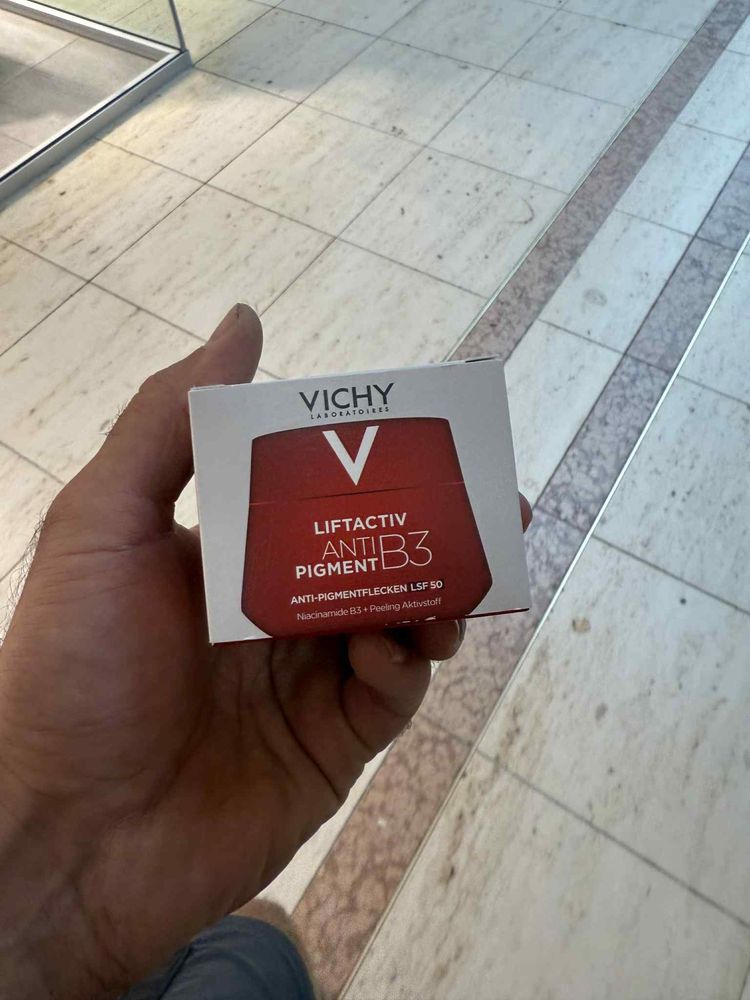 VICHY
LABORATOIRES
V
LIFTACTIV
ANTI
PIGMENT B3
ANTI-PIGMENTFLECKEN LSF 50
Niacinamide B3 + Peeling Aktivstoff